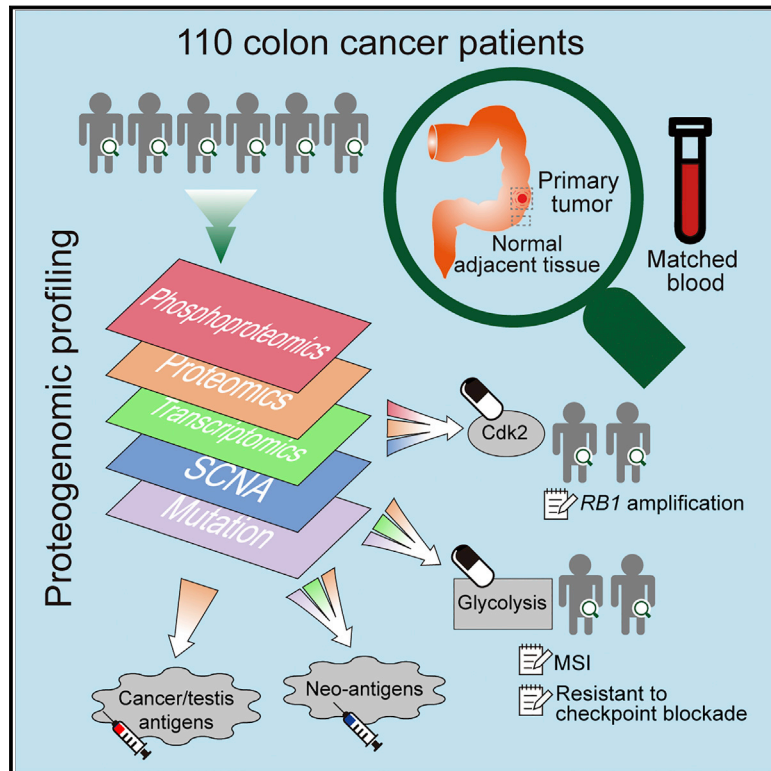 110 colon cancer patients
Primary
tumor
Normal
adjacent tissue
Matched
blood
Proteogenomic profiling
Phosphoproteomics
Proteomics
Transcriptomics
SCNA
Mutation
Cdk2
RB1 amplification
Glycolysis
MSI
Resistant to
checkpoint blockade
Cancer/testis
antigens
Neo-antigens